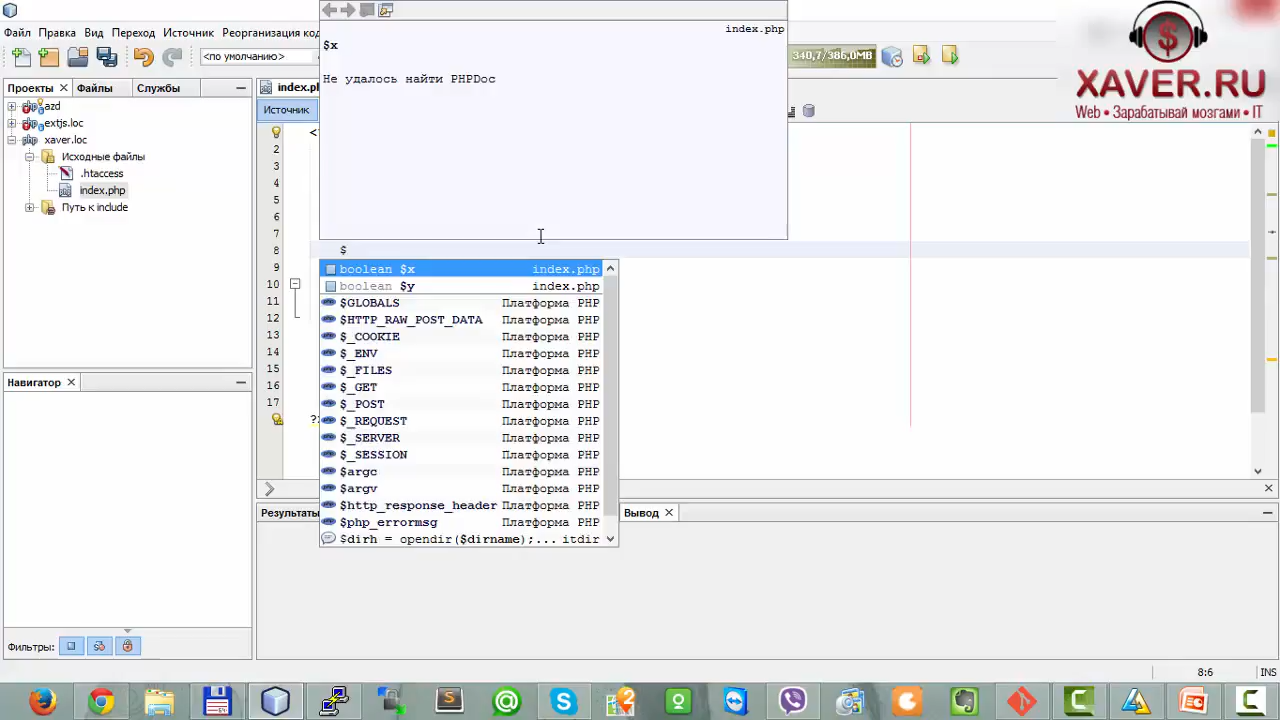 index.php
Файл Правка Вид Переход Источник Реорганизация код
$x
<по умолчанию>
340,7/386,0MB
XAVER.RU
Web • Зарабатывай мозгами • IT
Проекты Файлы Службы
index.ph
Не удалось найти PHPDoc
azd
extjs.loc
xaver.loc
Исходные файлы
.htaccess
index.php
Путь к include
Источник
<?
2
3
4
5
6
7
8 $
9
10
11
12
13
14
15
16
17
boolean $x index.php
boolean $y index.php
$GLOBALS Платформа PHP
$HTTP_RAW_POST_DATA Платформа PHP
$_COOKIE Платформа PHP
$_ENV Платформа PHP
$_FILES Платформа PHP
$_GET Платформа PHP
$_POST Платформа PHP
$_REQUEST Платформа PHP
$_SERVER Платформа PHP
$_SESSION Платформа PHP
$argc Платформа PHP
$argv Платформа PHP
$http_response_header Платформа PHP
$php_errormsg Платформа PHP
$dirh = opendir($dirname);... itdir
Навигатор
Результаты
Вывод
Фильтры:
8:6 INS